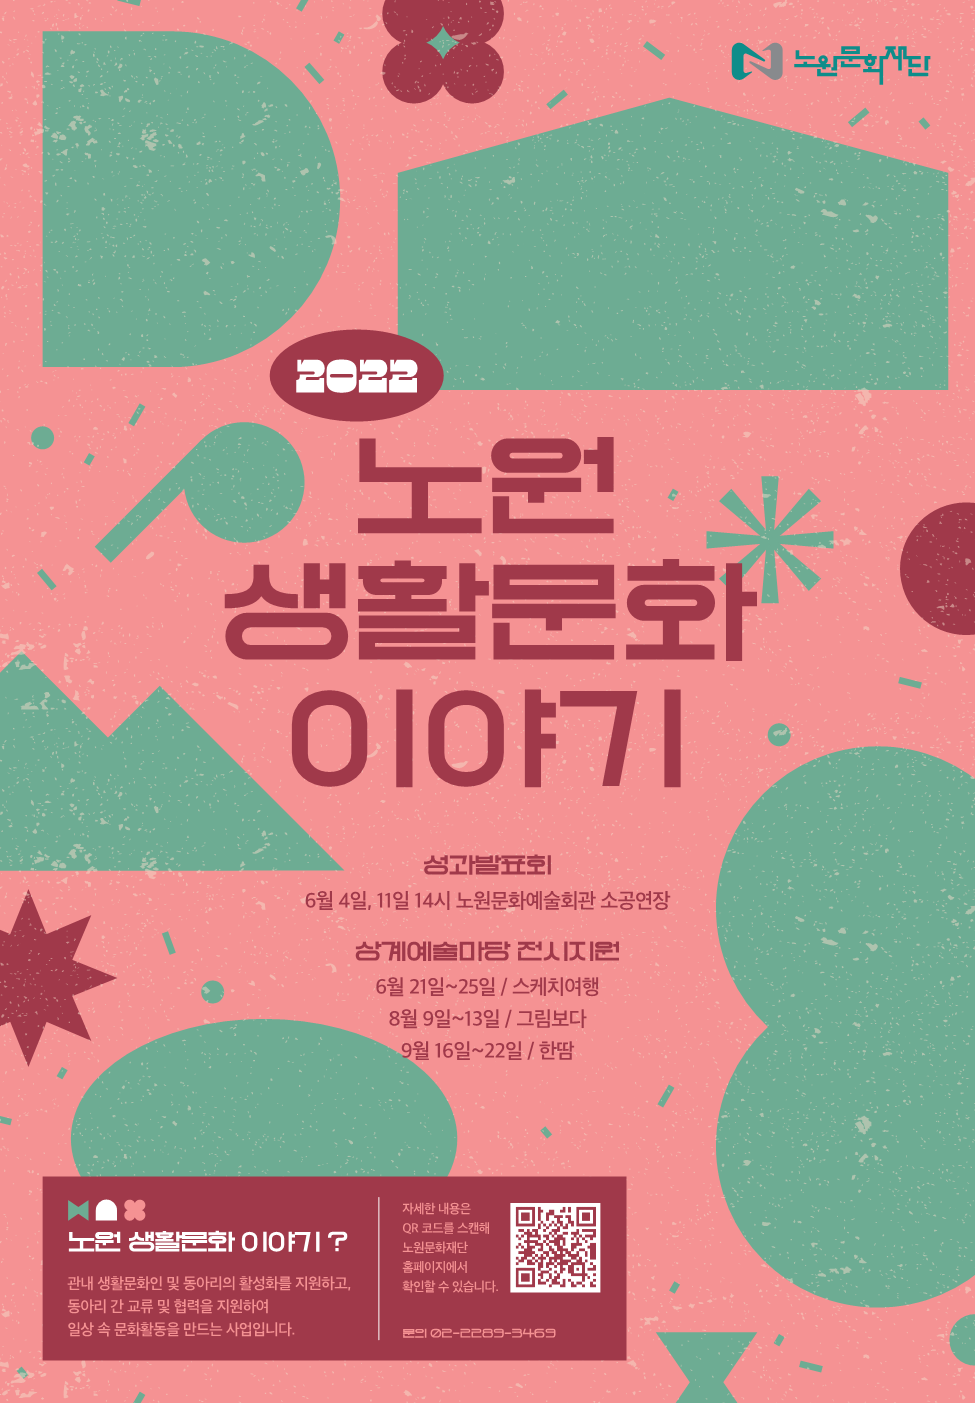 노원문화재단
2022
노원
생활문화
이야기
성과발표회
6월 4일, 11일 14시 노원문화예술회관 소공연장
상계예술마당 전시지원
6월 21일~25일 / 스케치여행
8월 9일~13일 / 그림보다
9월 16일~22일 / 한땀
노원 생활문화 이야기 ?
관내 생활문화인 및 동아리의 활성화를 지원하고,
동아리 간 교류 및 협력을 지원하여
일상 속 문화활동을 만드는 사업입니다.
자세한 내용은
QR 코드를 스캔해
노원문화재단
홈페이지에서
확인할 수 있습니다.
문의 02-2289-3469